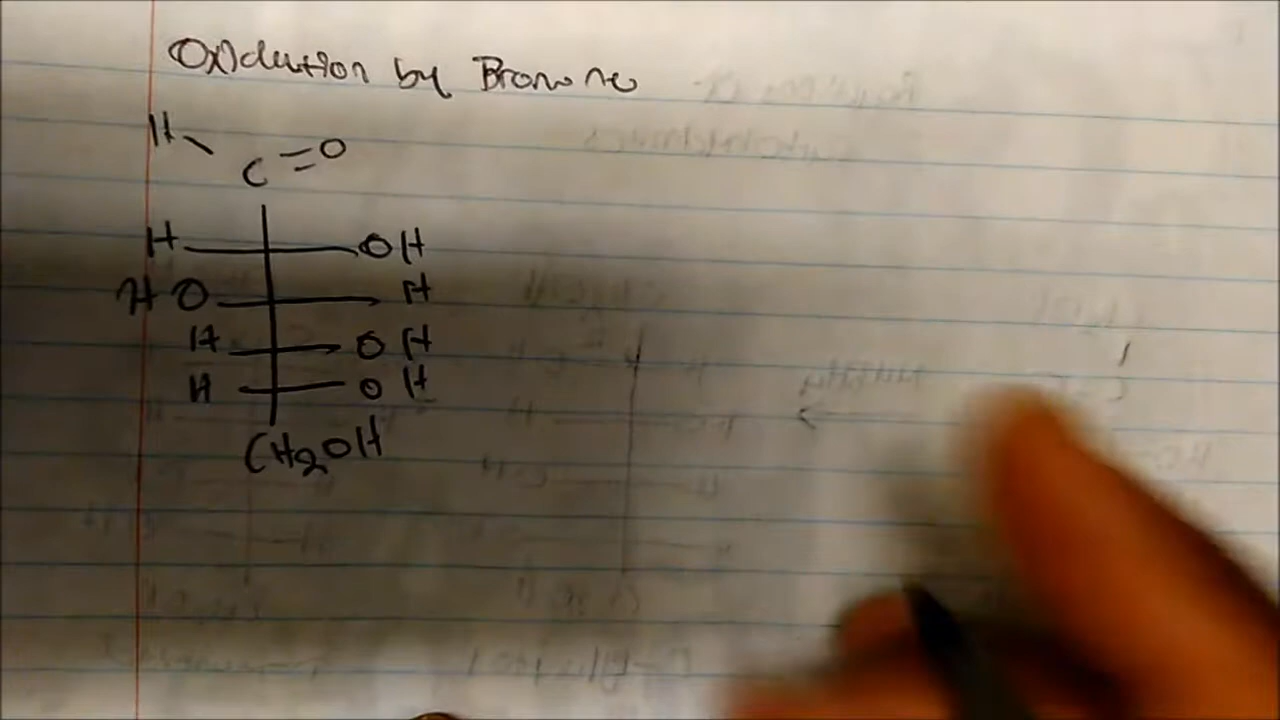 Oxidation by Bromine
H
C = O
H OH
HO H
H OH
H OH
CH2OH